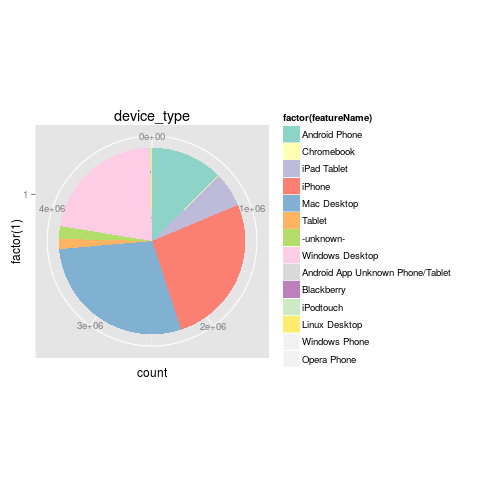 device_type
0e+00
1e+06
2e+06
3e+06
4e+06
1
factor(1)
count
factor(featureName)
Android Phone
Chromebook
iPad Tablet
iPhone
Mac Desktop
Tablet
-unknown-
Windows Desktop
Android App Unknown Phone/Tablet
Blackberry
iPodtouch
Linux Desktop
Windows Phone
Opera Phone